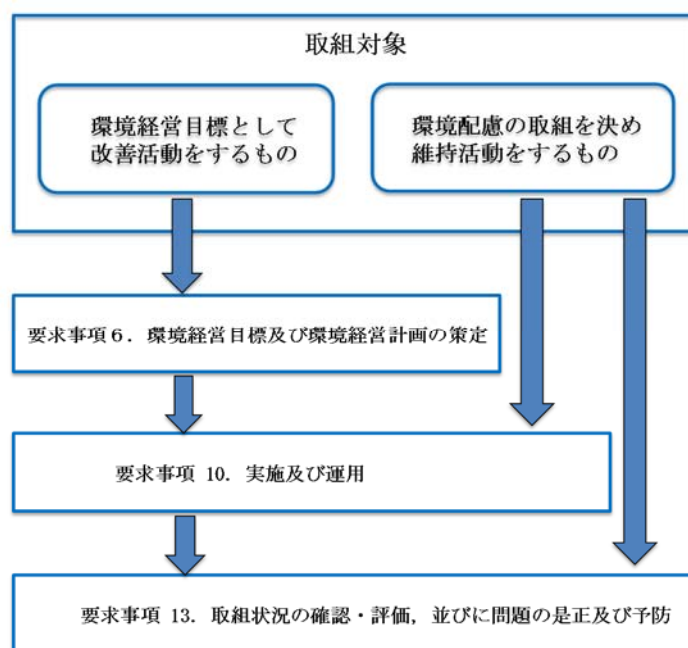 取組対象
環境経営目標として
改善活動をするもの
環境配慮の取組を決め
維持活動をするもの
要求事項６．環境経営目標及び環境経営計画の策定
要求事項 10．実施及び運用
要求事項 13．取組状況の確認・評価，並びに問題の是正及び予防